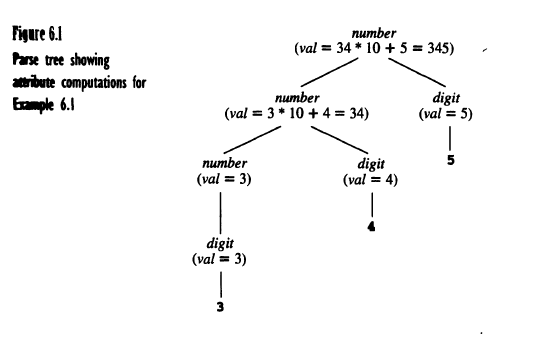 Figure 6.1
Parse tree showing
attribute computations for
Example 6.1
number
(val = 34 * 10 + 5 = 345)
number
(val = 3 * 10 + 4 = 34)
digit
(val = 5)
5
number
(val = 3)
digit
(val = 4)
4
digit
(val = 3)
3